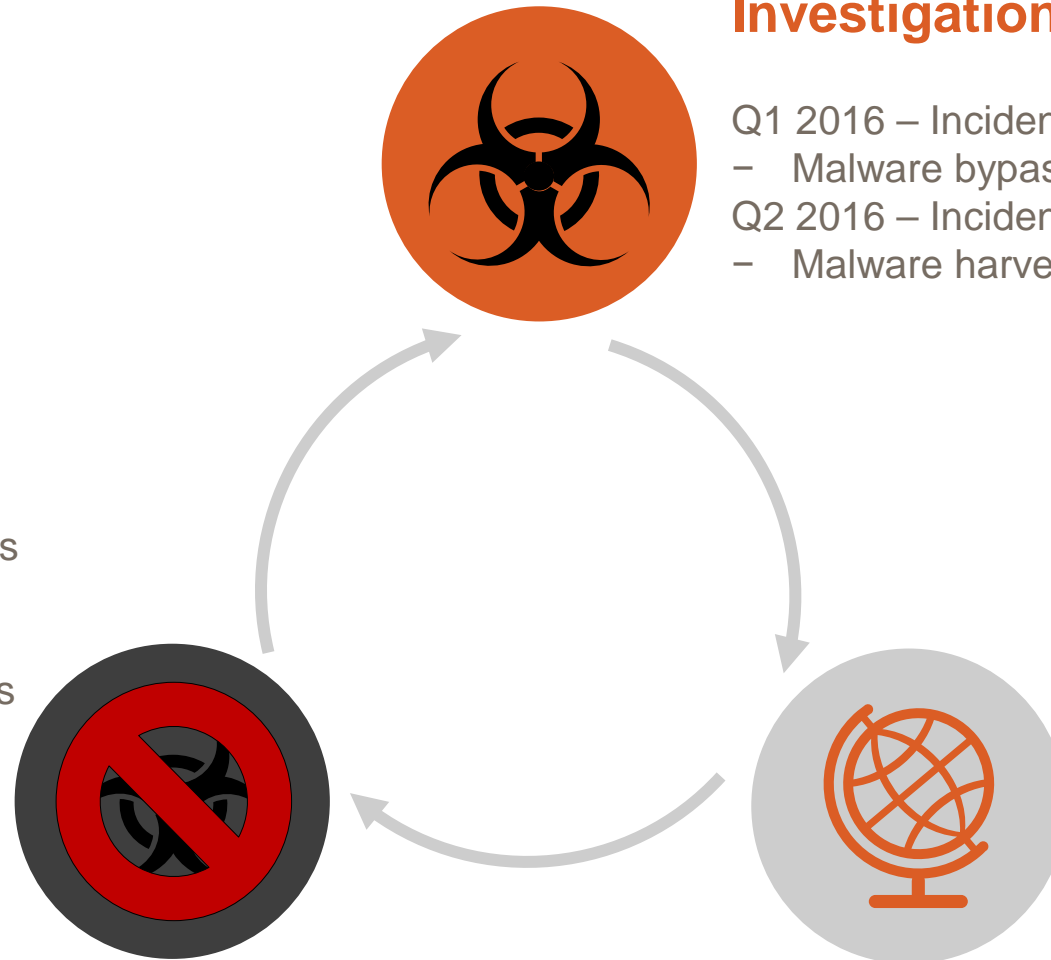 Investigation
Q1 2016 – Inciden
− Malware bypas
Q2 2016 – Inciden
− Malware harve
s
s